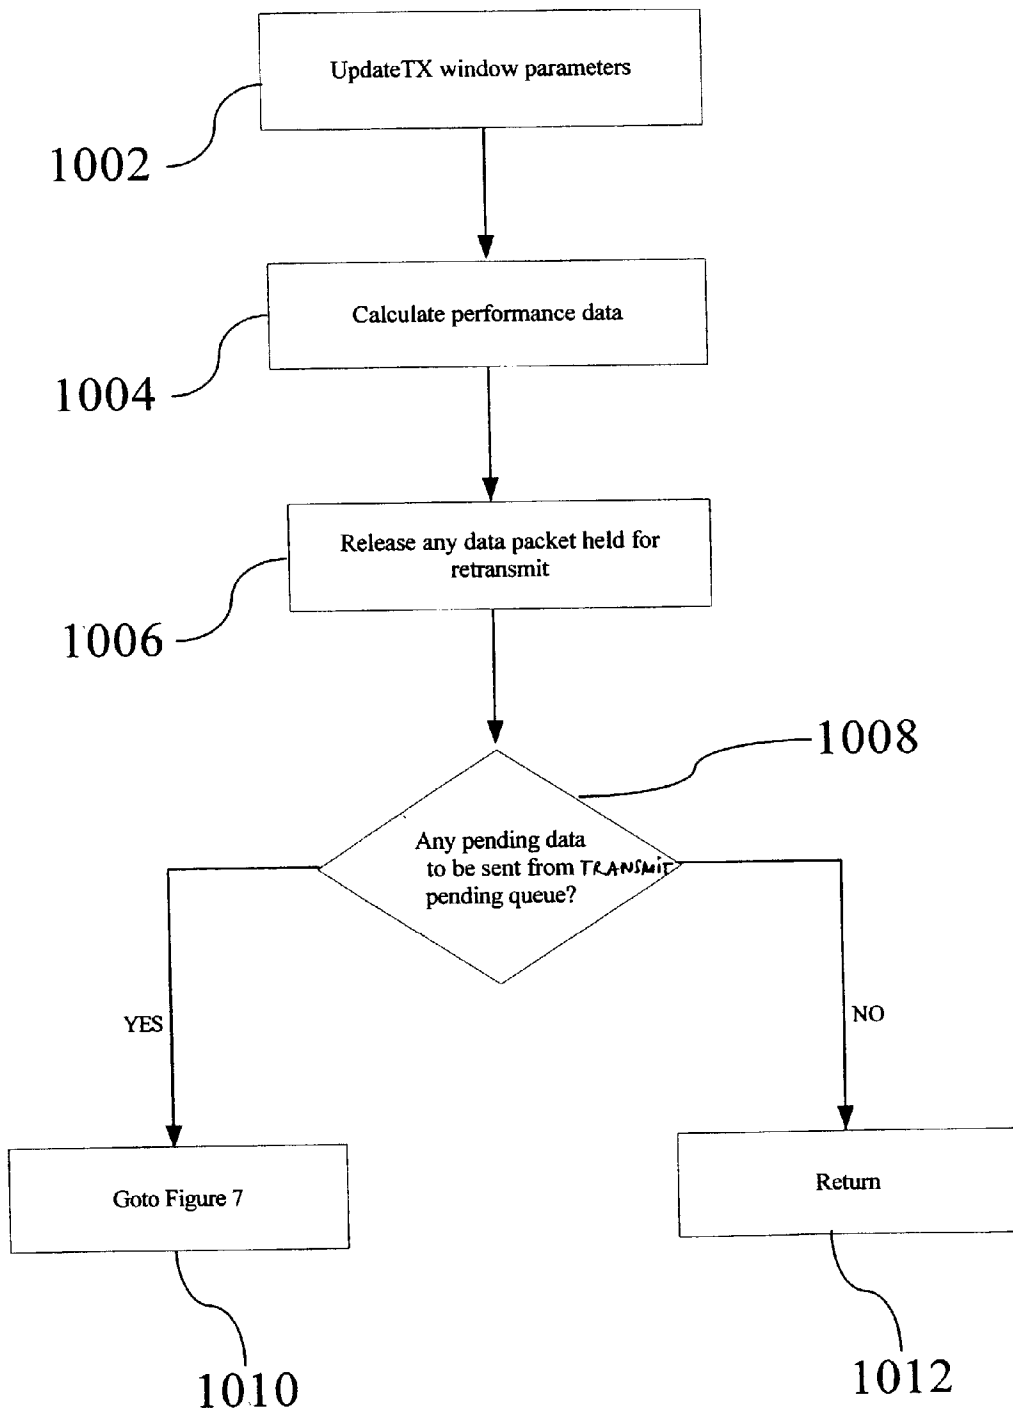 UpdateTX window parameters
1002
Calculate performance data
1004
Release any data packet held for
retransmit
1006
1008
Any pending data
to be sent from TRANSMIT
pending queue?
YES
NO
Goto Figure 7
Return
1010
1012